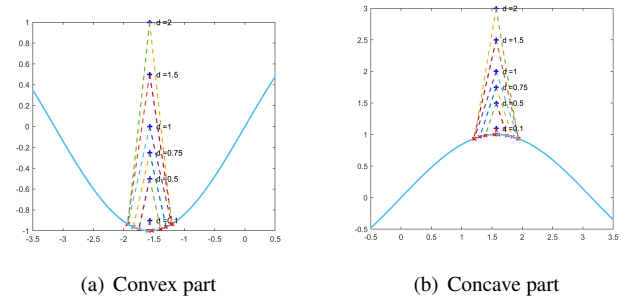 1
0.8
0.6
0.4
0.2
0
-0.2
-0.4
-0.6
-0.8
-1
-3.5
-3
-2.5
-2
-1.5
-1
-0.5
0
0.5
d =2
d =1.5
d =1
d =0.75
d =0.5
d =0.1
(a) Convex part
3
2.5
2
1.5
1
0.5
0
-0.5
-0.5
0
0.5
1
1.5
2
2.5
3
3.5
d =2
d =1.5
d =1
d =0.75
d =0.5
d =0.1
(b) Concave part